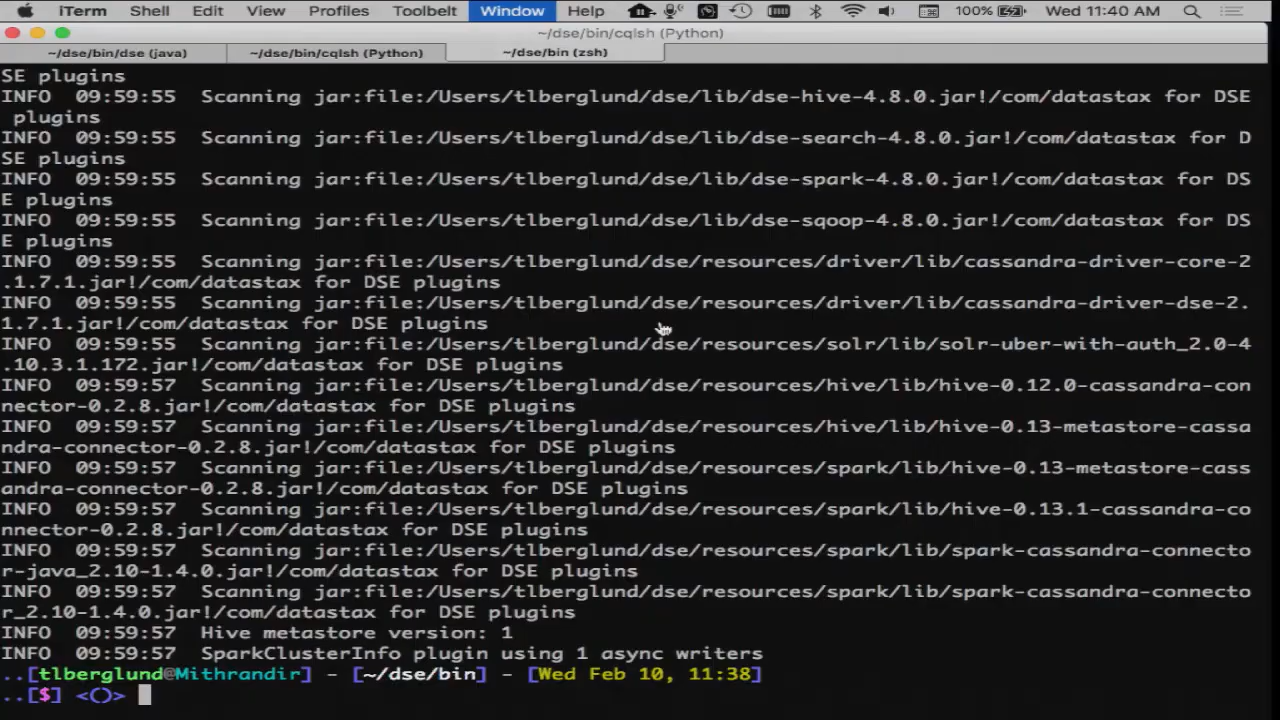 iTerm Shell Edit View Profiles Toolbelt Window Help 100% Wed 11:40 AM
~/dse/bin/cqlsh (Python)
~/dse/bin/dse (java) ~/dse/bin/cqlsh (Python) ~/dse/bin (zsh)
SE plugins
INFO 09:59:55 Scanning jar:file:/Users/tlberglund/dse/lib/dse-hive-4.8.0.jar!/com/datastax for DSE
plugins
INFO 09:59:55 Scanning jar:file:/Users/tlberglund/dse/lib/dse-search-4.8.0.jar!/com/datastax for D
SE plugins
INFO 09:59:55 Scanning jar:file:/Users/tlberglund/dse/lib/dse-spark-4.8.0.jar!/com/datastax for DS
E plugins
INFO 09:59:55 Scanning jar:file:/Users/tlberglund/dse/lib/dse-sqoop-4.8.0.jar!/com/datastax for DS
E plugins
INFO 09:59:55 Scanning jar:file:/Users/tlberglund/dse/resources/driver/lib/cassandra-driver-core-2
.1.7.1.jar!/com/datastax for DSE plugins
INFO 09:59:55 Scanning jar:file:/Users/tlberglund/dse/resources/driver/lib/cassandra-driver-dse-2.
1.7.1.jar!/com/datastax for DSE plugins
INFO 09:59:55 Scanning jar:file:/Users/tlberglund/dse/resources/solr/lib/solr-uber-with-auth_2.0-4
.10.3.1.172.jar!/com/datastax for DSE plugins
INFO 09:59:57 Scanning jar:file:/Users/tlberglund/dse/resources/hive/lib/hive-0.12.0-cassandra-con
nector-0.2.8.jar!/com/datastax for DSE plugins
INFO 09:59:57 Scanning jar:file:/Users/tlberglund/dse/resources/hive/lib/hive-0.13-metastore-cassa
ndra-connector-0.2.8.jar!/com/datastax for DSE plugins
INFO 09:59:57 Scanning jar:file:/Users/tlberglund/dse/resources/spark/lib/hive-0.13-metastore-cass
andra-connector-0.2.8.jar!/com/datastax for DSE plugins
INFO 09:59:57 Scanning jar:file:/Users/tlberglund/dse/resources/spark/lib/hive-0.13.1-cassandra-co
nnector-0.2.8.jar!/com/datastax for DSE plugins
INFO 09:59:57 Scanning jar:file:/Users/tlberglund/dse/resources/spark/lib/spark-cassandra-connecto
r-java_2.10-1.4.0.jar!/com/datastax for DSE plugins
INFO 09:59:57 Scanning jar:file:/Users/tlberglund/dse/resources/spark/lib/spark-cassandra-connecto
r_2.10-1.4.0.jar!/com/datastax for DSE plugins
INFO 09:59:57 Hive metastore version: 1
INFO 09:59:57 SparkClusterInfo plugin using 1 async writers
..[tlberglund@Mithrandir] - [~/dse/bin] - [Wed Feb 10, 11:38]
..[$] <()>